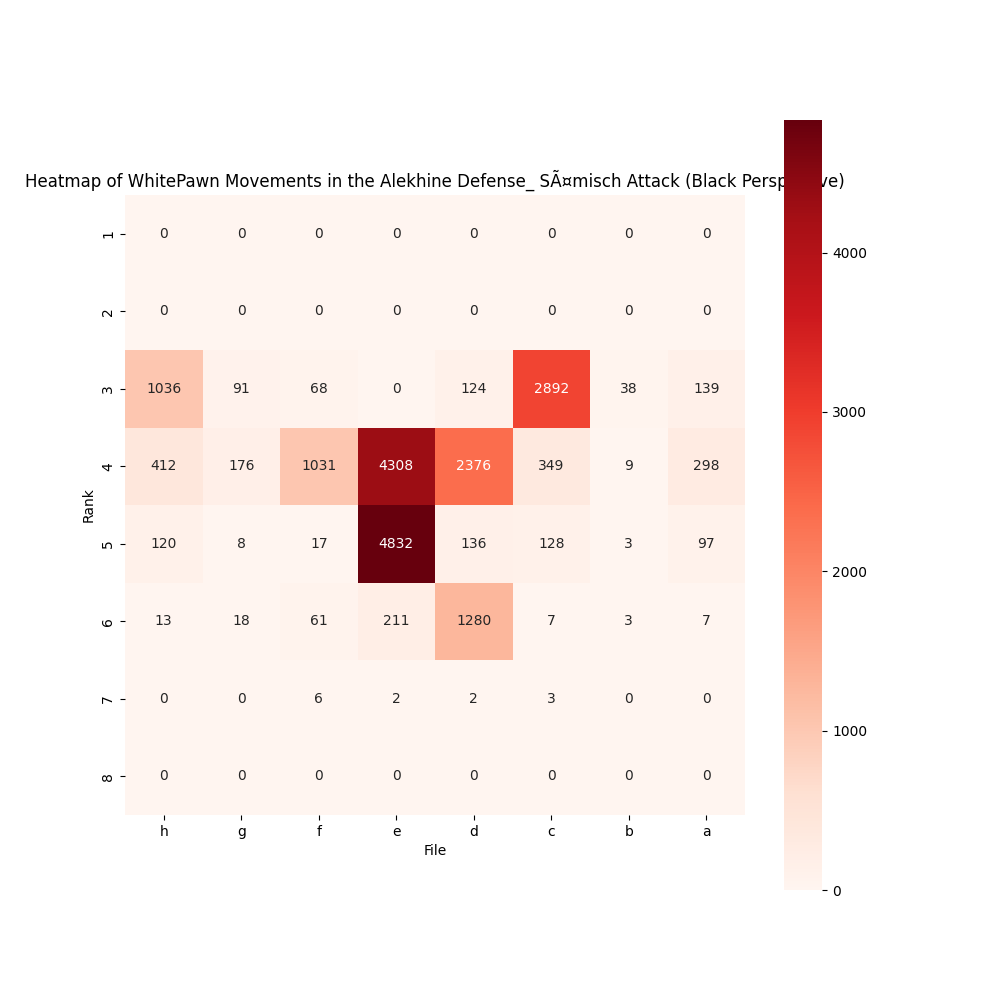 Heatmap of WhitePawn Movements in the Alekhine Defense_ SÃ¤misch Attack (Black Persp ve)
1 0 0 0 0 0 0 0 0
2 0 0 0 0 0 0 0 0
3 1036 91 68 0 124 2892 38 139
4 412 176 1031 4308 2376 349 9 298
5 120 8 17 4832 136 128 3 97
6 13 18 61 211 1280 7 3 7
7 0 0 6 2 2 3 0 0
8 0 0 0 0 0 0 0 0
h g f e d c b a
File
Rank
4000
3000
2000
1000
0